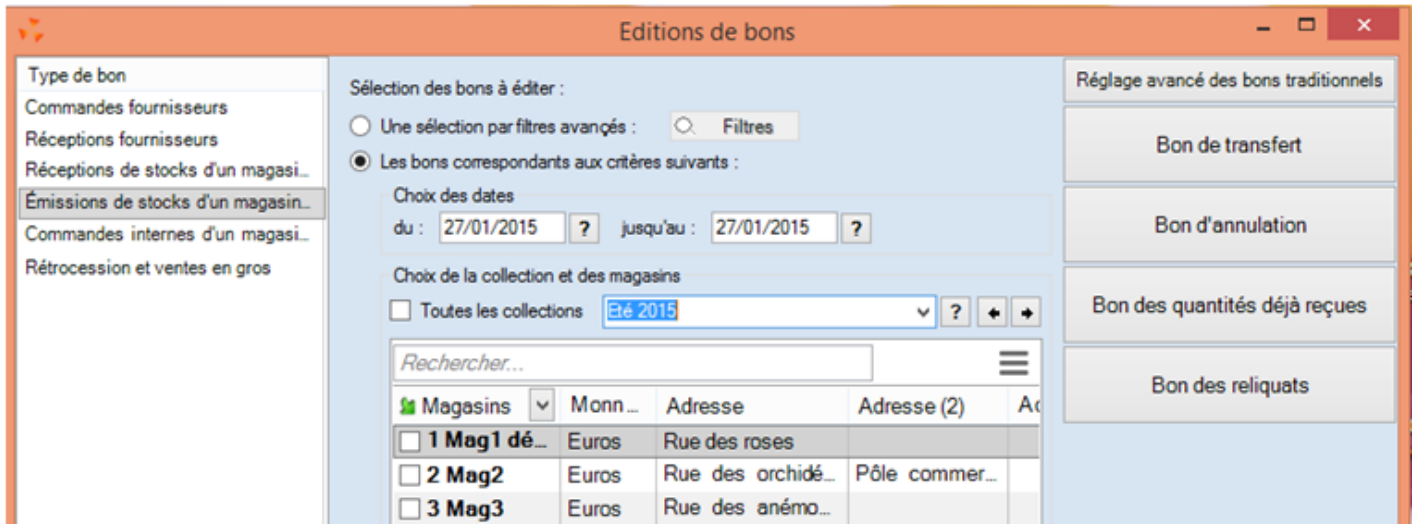 Editions de bons
Type de bon
Commandes fournisseurs
Réceptions fournisseurs
Réceptions de stocks d'un magasi...
Émissions de stocks d'un magasin...
Commandes internes d'un magasi...
Rétrocession et ventes en gros
Sélection des bons à éditer :
Une sélection par filtres avançés : Filtres
Les bons correspondants aux critères suivants :
Choix des dates
du : 27/01/2015 ? jusqu'au : 27/01/2015 ?
Choix de la collection et des magasins
Toutes les collections Eté 2015 ?
Rechercher...
Magasins Monn... Adresse Adresse (2)
1 Mag1 dé... Euros Rue des roses
2 Mag2 Euros Rue des orchidé... Pôle commer...
3 Mag3 Euros Rue des anémo...
Réglage avancé des bons traditionnels
Bon de transfert
Bon d'annulation
Bon des quantités déjà reçues
Bon des reliquats